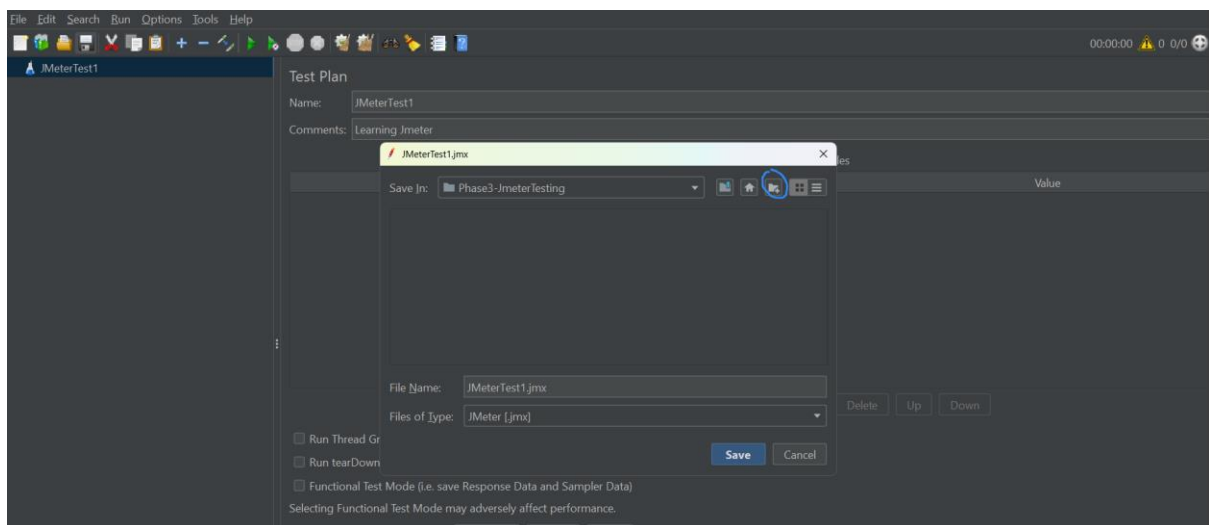 File Edit Search Run Options Tools Help
00:00:00 0 0/0
JMeterTest1
Test Plan
Name: JMeterTest1
Comments: Learning Jmeter
JMeterTest1.jmx
les
Save In: Phase3-JmeterTesting
Value
File Name: JMeterTest1.jmx
Delete Up Down
Files of Type: JMeter [.jmx]
Run Thread Gr
Save Cancel
Run tearDown
Functional Test Mode (i.e. save Response Data and Sampler Data)
Selecting Functional Test Mode may adversely affect performance.